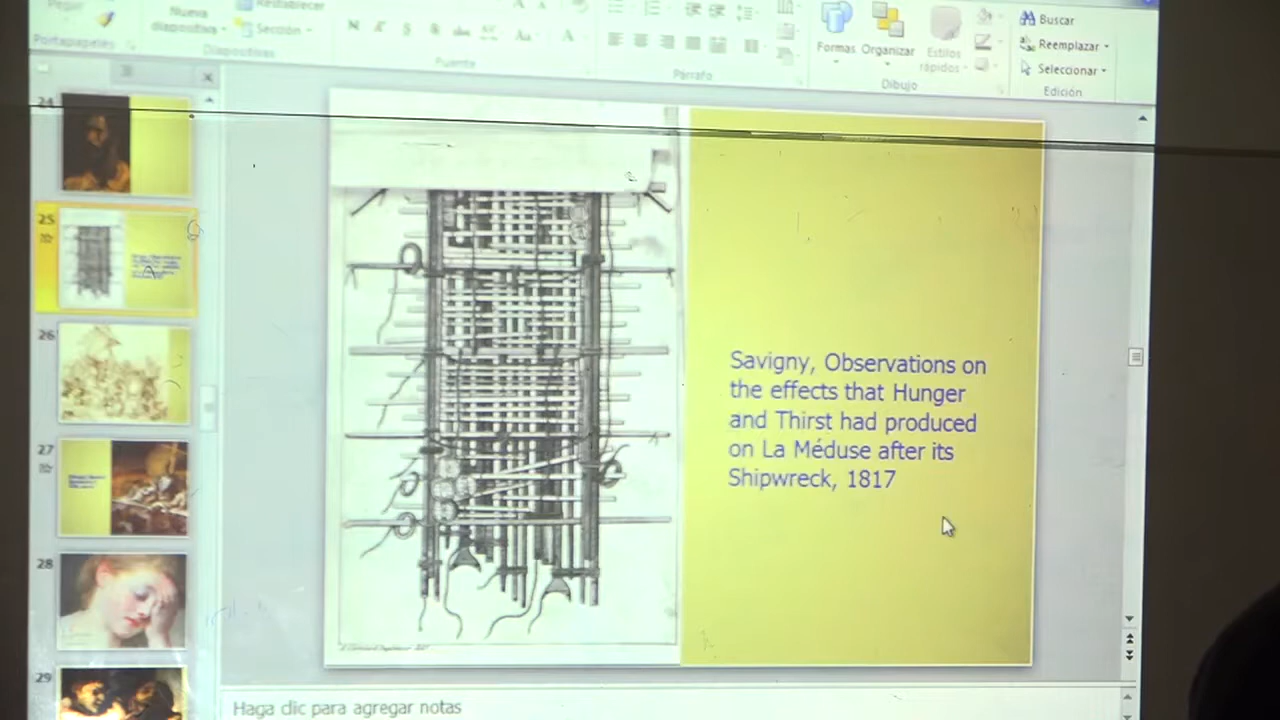 Pegar
Nueva
diapositiva
Restablecer
Sección
Portapapeles
Diapositivas
Fuente
Párrafo
Formas
Organizar
Estilos
rápidos
Dibujo
Buscar
Reemplazar
Seleccionar
Edición
24
25
26
27
28
29
Savigny, Observations on
the effects that Hunger
and Thirst had produced
on La Méduse after its
Shipwreck, 1817
Haga clic para agregar notas